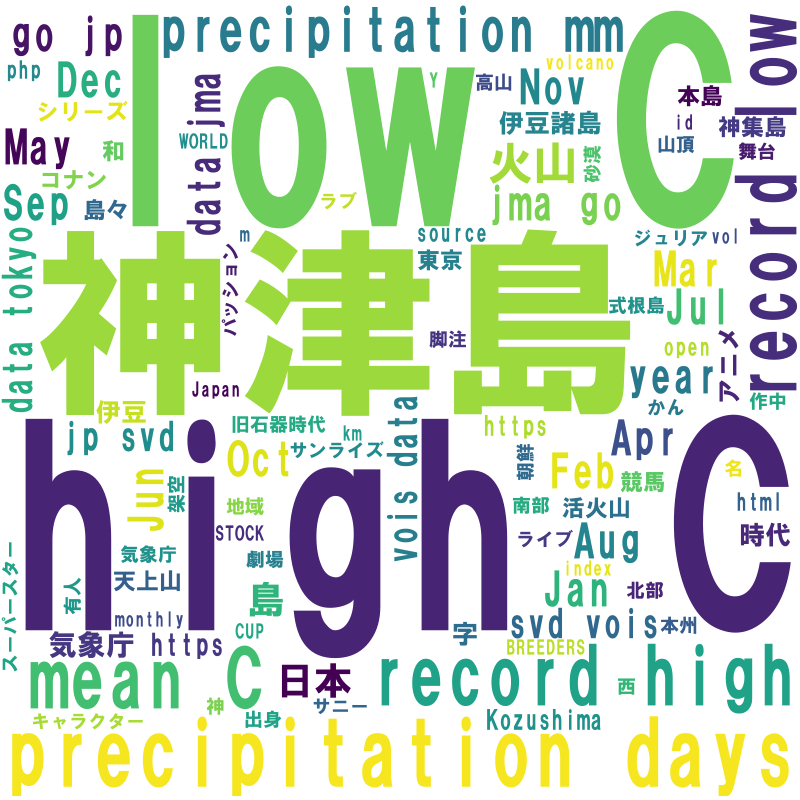 go jp
precipitation mm
low C
record low
php
Dec
シリーズ
data jma
volcano
Y
高山
Nov
本島
伊豆諸島
id
神集島
May
和
WORLD
火山
砂漠
山頂
舞台
コナン
Sep
島々
ラブ
jma go
data tokyo
m
source
ジュリア
vol
神津島
パッション
東京
Mar
式根島
Jul
脚注
open
アニメ
Japan
year
伊豆
かん
作中
high C
jp svd
旧石器時代
km
サンライズ
vois data
https
朝鮮
Apr
Jun
架空
Oct
Feb
競馬
名
地域
南部
活火山
html
STOCK
ライブ
Aug
時代
気象庁
劇場
index
スーパースター
有人
天上山
島
Jan
北部
monthly
CUP
字
svd vois
本州
気象庁 https
BREEDERS
mean C
日本
record high
西
神
サニー
キャラクター
出身
Kozushima
precipitation days